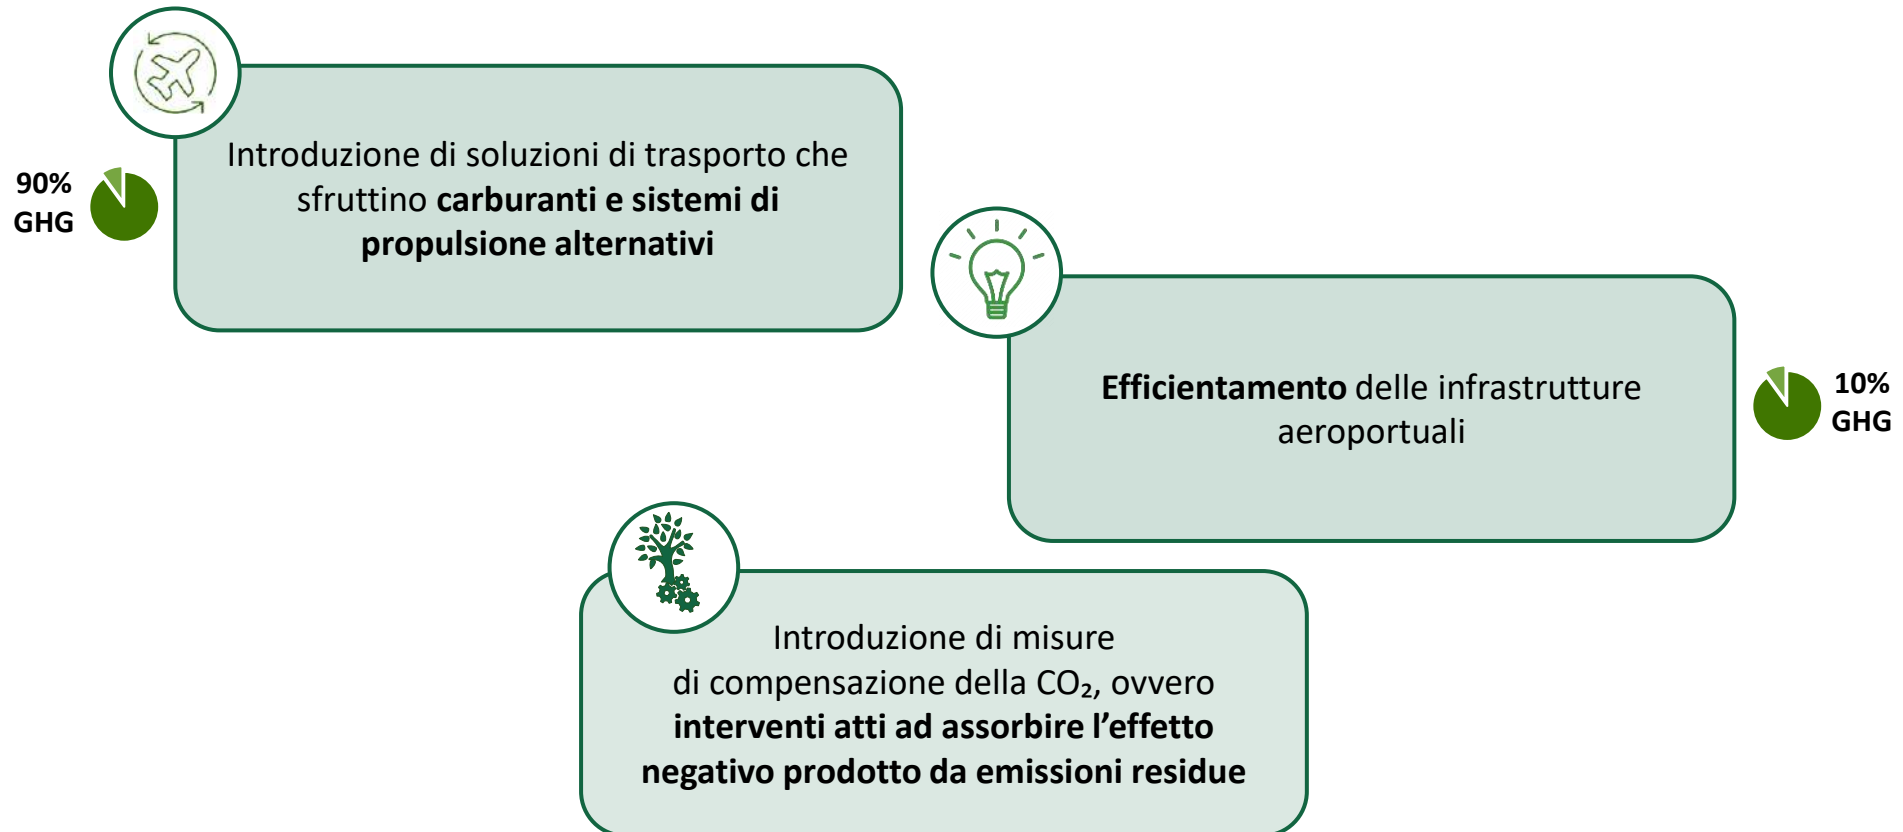 Introduzione di soluzioni di trasporto che
sfruttino carburanti e sistemi di
propulsione alternativi
90%
GHG
Efficientamento delle infrastrutture
aeroportuali
10%
GHG
Introduzione di misure
di compensazione della CO₂, ovvero
interventi atti ad assorbire l’effetto
negativo prodotto da emissioni residue